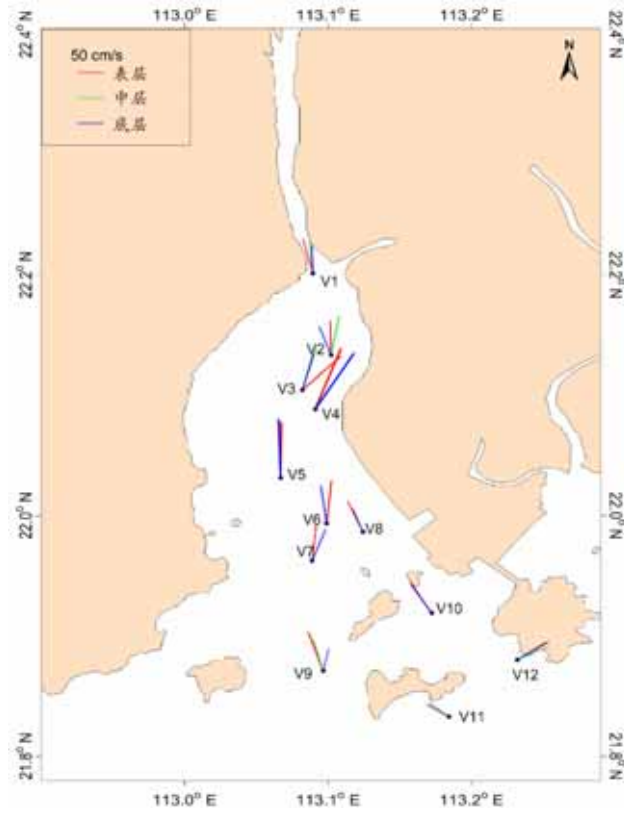 113.0° E 113.1° E 113.2° E
22.4° N 22.4° N
50 cm/s
表层
中层
底层
N
22.2° N 22.2° N
V1
V2
V3
V4
V5
22.0° N 22.0° N
V6
V8
V7
V10
V9
V12
V11
21.8° N 21.8° N
113.0° E 113.1° E 113.2° E